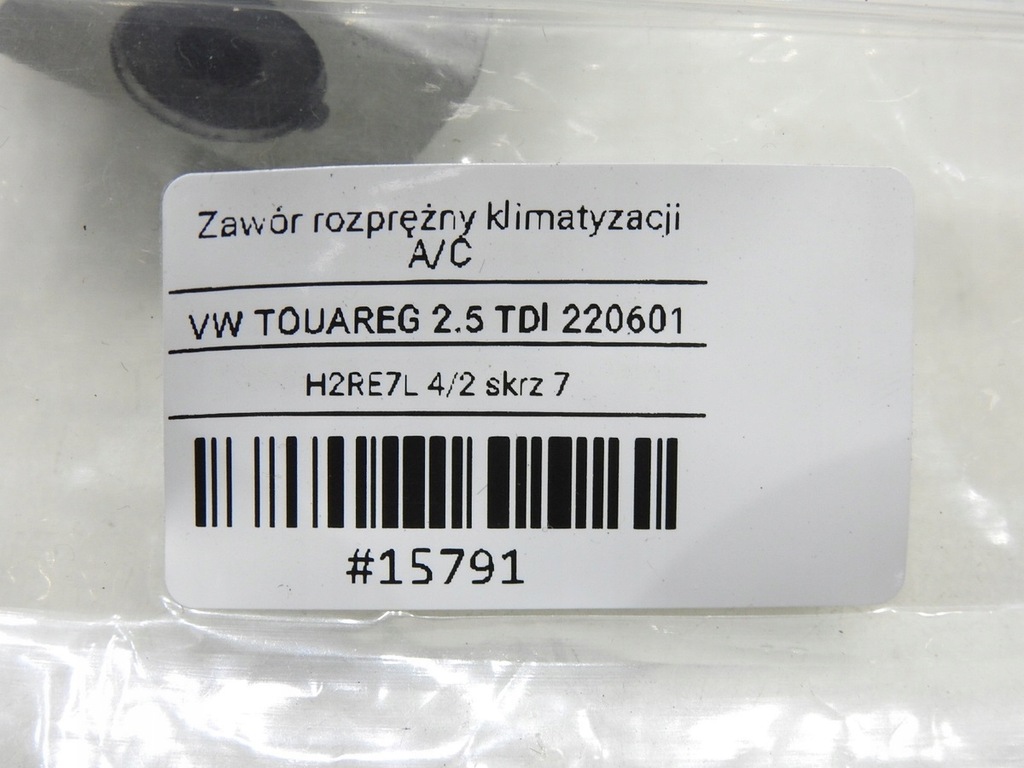 Zawór rozprężny klimatyzacji
A/C
VW TOUAREG 2.5 TDI 220601
H2RE7L 4/2 skrz 7
#15791